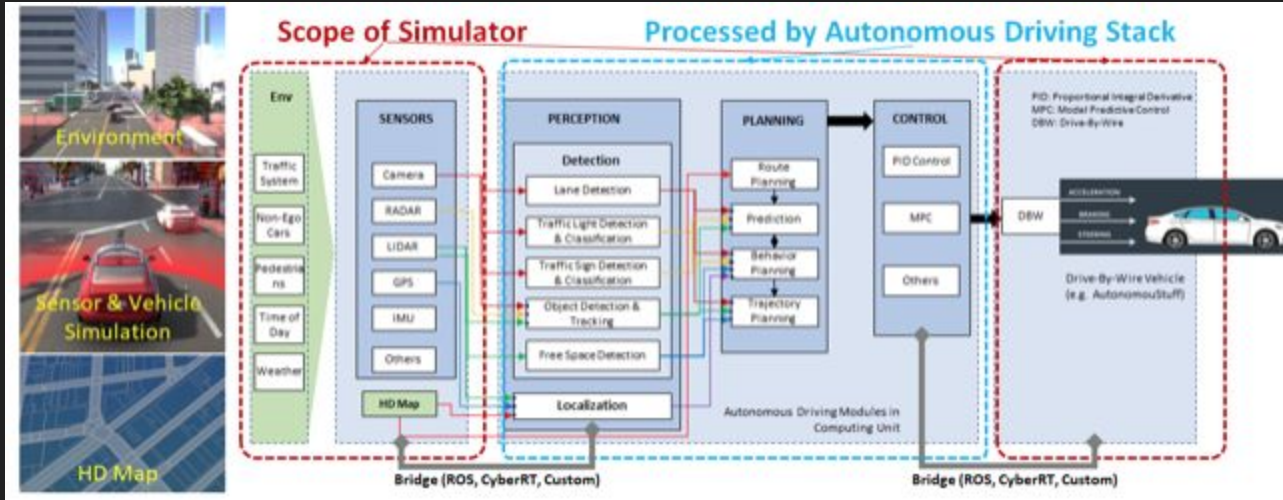 Scope of Simulator
Processed by Autonomous Driving Stack
Environment
Sensor & Vehicle
Simulation
HD Map
Env
Traffic
System
Non-Ego
Cars
Pedestria
ns
Time of
Day
Weather
SENSORS
Camera
RADAR
LIDAR
GPS
IMU
Others
HD Map
PERCEPTION
Detection
Lane Detection
Traffic Light Detection
& Classification
Traffic Sign Detection
& Classification
Object Detection &
Tracking
Free Space Detection
Localization
PLANNING
Route
Planning
Prediction
Behavior
Planning
Trajectory
Planning
CONTROL
PID Control
MPC
Others
Autonomous Driving Modules in
Computing Unit
PID: Proportional Integral Derivative
MPC: Model Predictive Control
DBW: Drive-By-Wire
DBW
ACCELERATION
BRAKING
STEERING
Drive-By-Wire Vehicle
(e.g. AutonomouStuff)
Bridge (ROS, CyberRT, Custom)
Bridge (ROS, CyberRT, Custom)